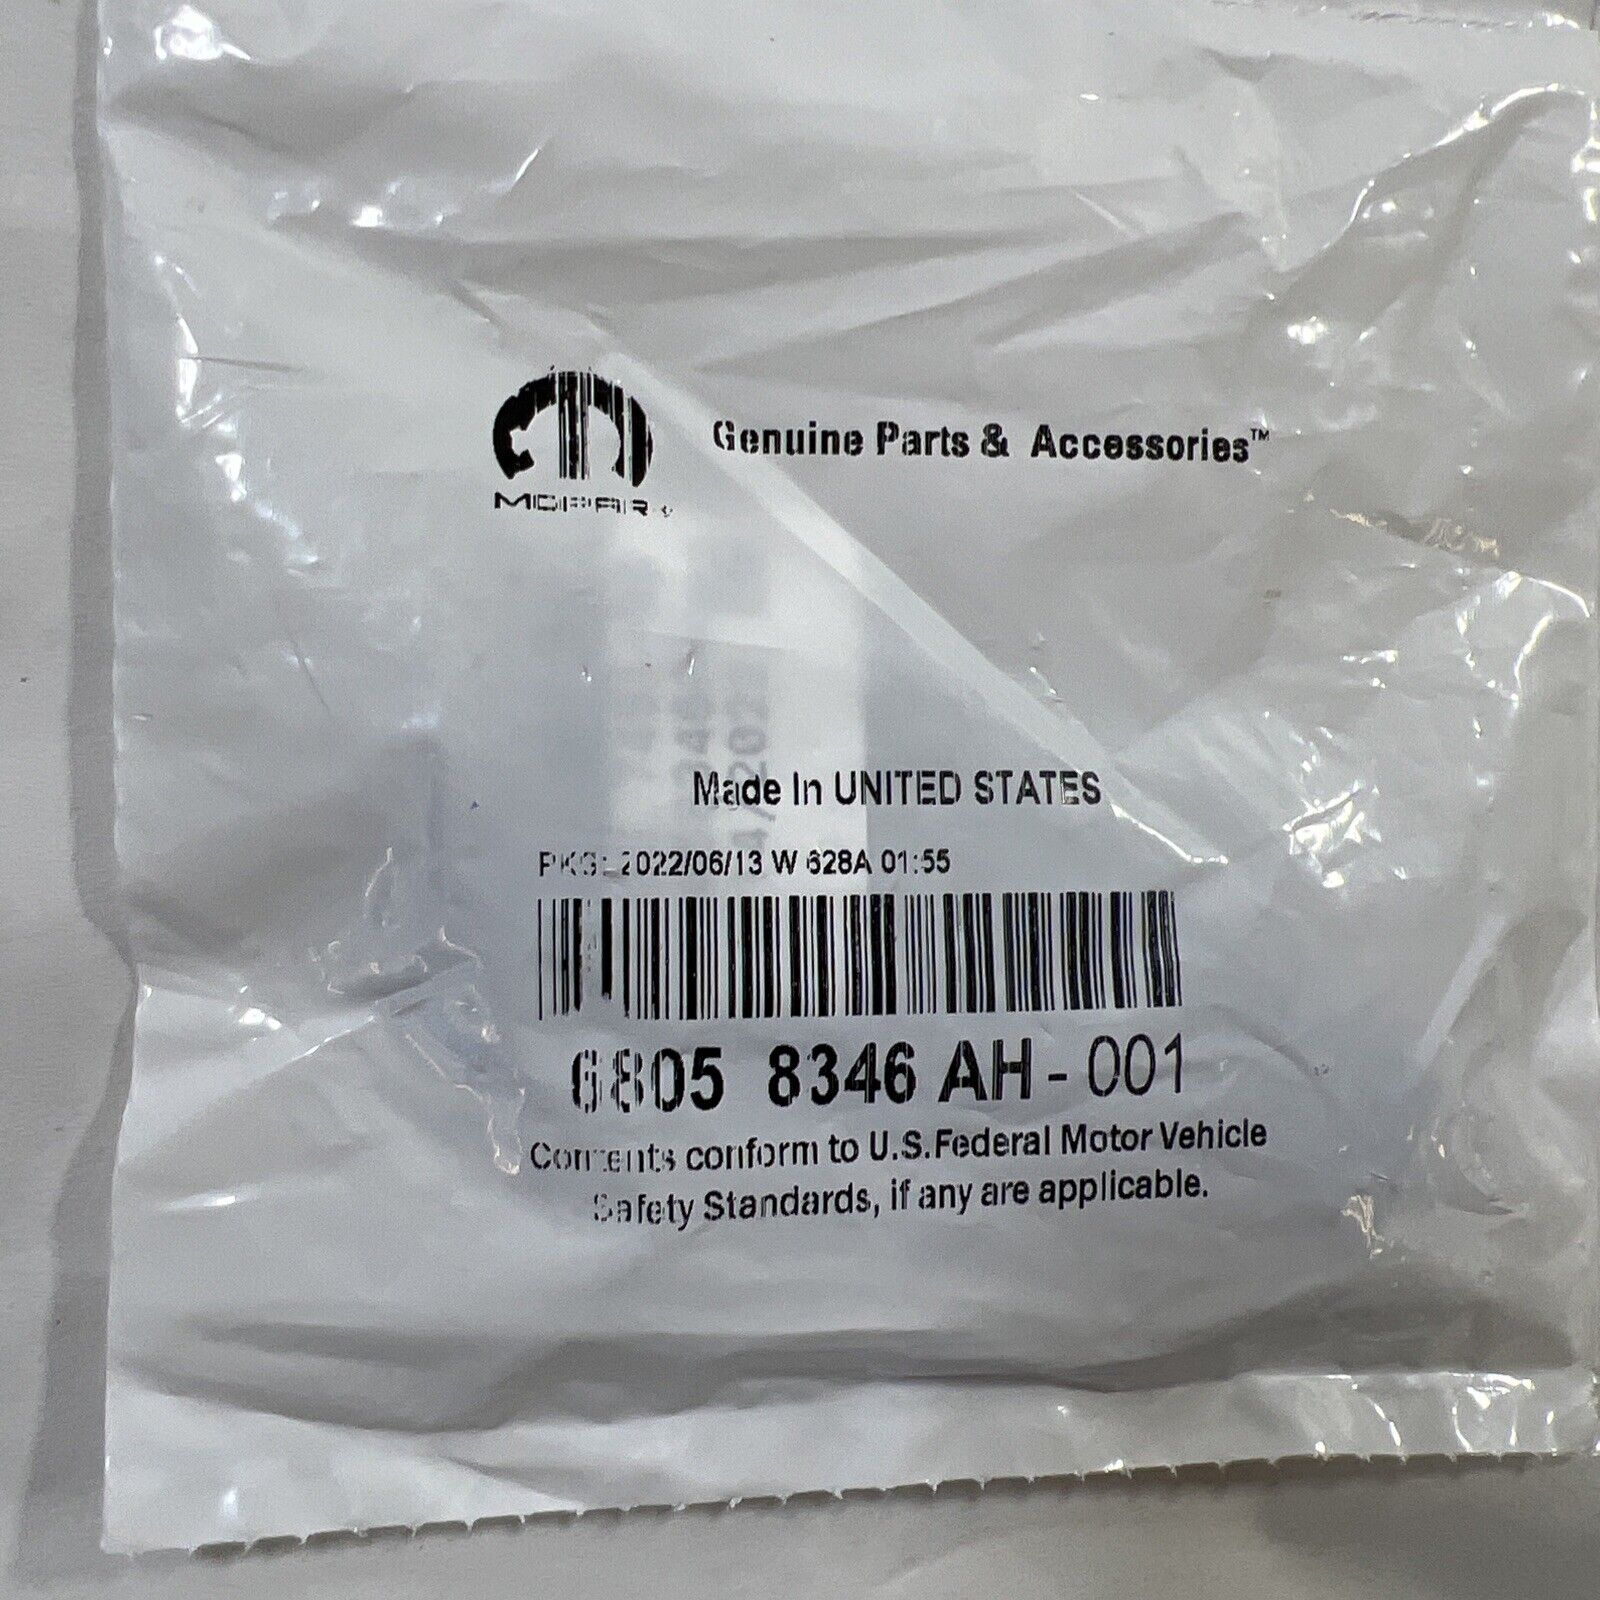 MOPAR
Genuine Parts & Accessories™
Made In UNITED STATES
PKG: 2022/06/13 W 628A 01:55
6805 8346 AH - 001
Contents conform to U.S.Federal Motor Vehicle
Safety Standards, if any are applicable.